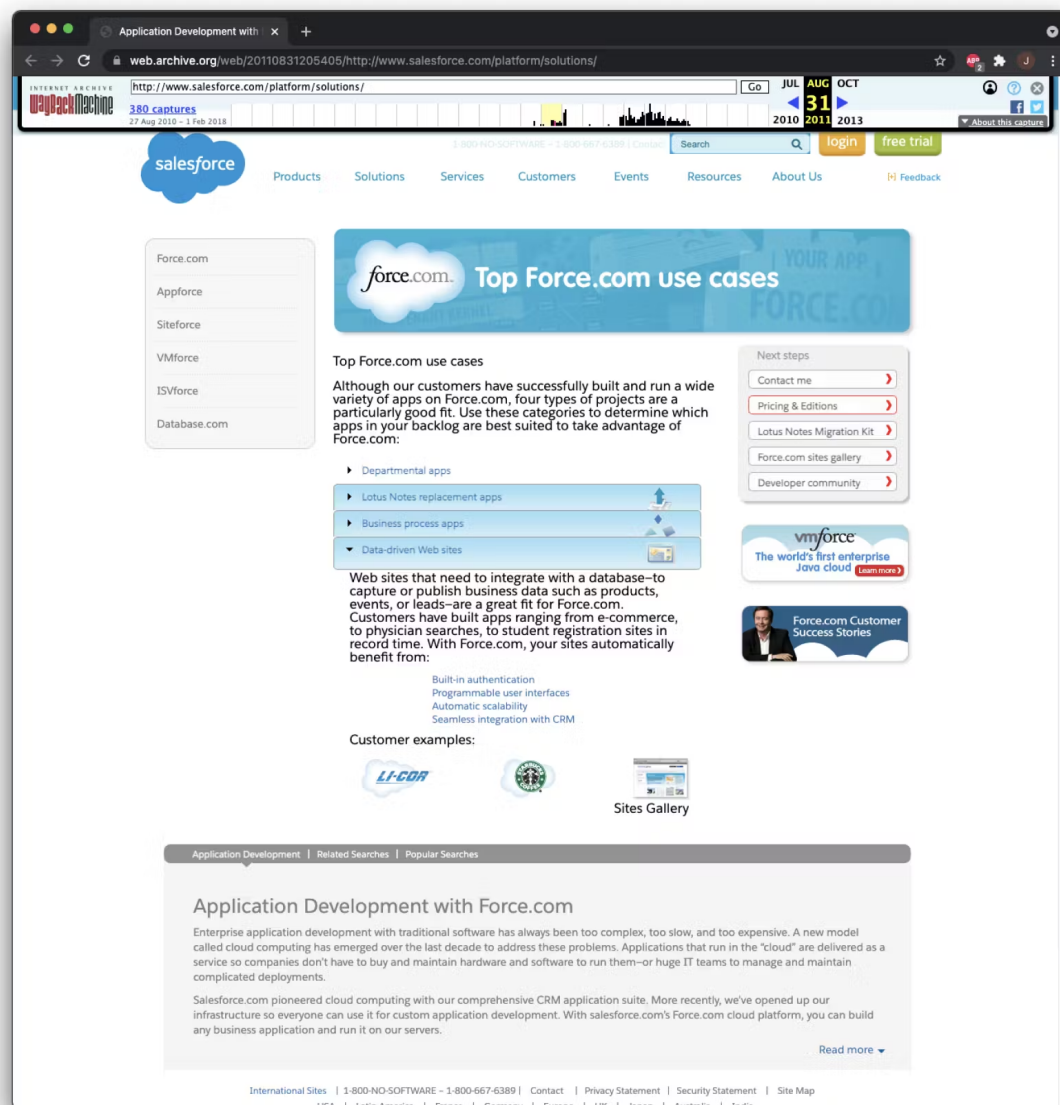 Application Development with
web.archive.org/web/20110831205405/http://www.salesforce.com/platform/solutions/
ABP 2 J
INTERNET ARCHIVE
WayBackMachine
http://www.salesforce.com/platform/solutions/ Go JUL AUG OCT
380 captures 31
27 Aug 2010 – 1 Feb 2018 2010 2011 2013 About this capture
1-800-NO-SOFTWARE – 1-800-667-6389 | Contact Search login free trial
salesforce
Products Solutions Services Customers Events Resources About Us [+] Feedback
Force.com
Appforce
Siteforce
VMforce
ISVforce
Database.com
force.com. Top Force.com use cases
YOUR APP
FORCE.CO
Top Force.com use cases
Although our customers have successfully built and run a wide
variety of apps on Force.com, four types of projects are a
particularly good fit. Use these categories to determine which
apps in your backlog are best suited to take advantage of
Force.com:
Departmental apps
Lotus Notes replacement apps
Business process apps
Data-driven Web sites
Web sites that need to integrate with a database–to
capture or publish business data such as products,
events, or leads–are a great fit for Force.com.
Customers have built apps ranging from e-commerce,
to physician searches, to student registration sites in
record time. With Force.com, your sites automatically
benefit from:
Built-in authentication
Programmable user interfaces
Automatic scalability
Seamless integration with CRM
Customer examples:
LI-COR
STARBUCKS COFFEE
Sites Gallery
Next steps
Contact me
Pricing & Editions
Lotus Notes Migration Kit
Force.com sites gallery
Developer community
vmforce
The world's first enterprise
Java cloud Learn more
Force.com Customer
Success Stories
Application Development | Related Searches | Popular Searches
Application Development with Force.com
Enterprise application development with traditional software has always been too complex, too slow, and too expensive. A new model
called cloud computing has emerged over the last decade to address these problems. Applications that run in the "cloud" are delivered as a
service so companies don't have to buy and maintain hardware and software to run them–or huge IT teams to manage and maintain
complicated deployments.
Salesforce.com pioneered cloud computing with our comprehensive CRM application suite. More recently, we've opened up our
infrastructure so everyone can use it for custom application development. With salesforce.com's Force.com cloud platform, you can build
any business application and run it on our servers.
Read more
International Sites | 1-800-NO-SOFTWARE – 1-800-667-6389 | Contact | Privacy Statement | Security Statement | Site Map
USA | Latin America | France | Germany | Europe | UK | Japan | Australia | India